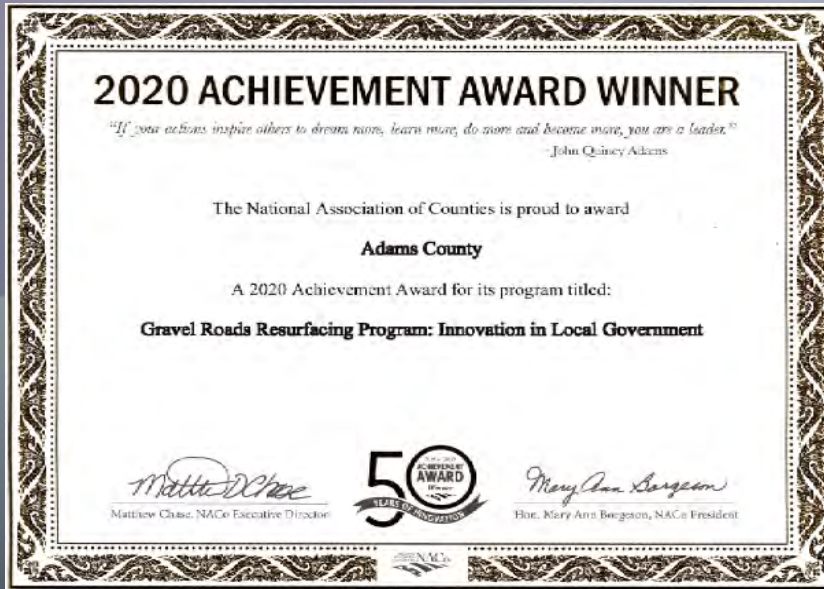 2020 ACHIEVEMENT AWARD WINNER
"If your actions inspire others to dream more, learn more, do more and become more, you are a leader."
-John Quincy Adams
The National Association of Counties is proud to award
Adams County
A 2020 Achievement Award for its program titled:
Gravel Roads Resurfacing Program: Innovation in Local Government
Matthew Chase, NACo Executive Director
50
ACHIEVEMENT
AWARD
Winner
YEARS OF INNOVATION
Mary Ann Borgeson
Hon. Mary Ann Borgeson, NACo President
NACo